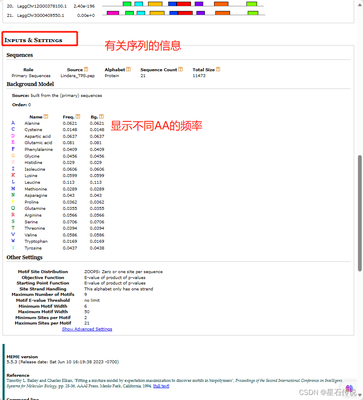 20. LeggChr12000378100.1 2.40e-196
21. LeggChr3000409550.1 0.00e+0
INPUTS & SETTINGS
有关序列的信息
Sequences
Role Source Alphabet Sequence Count Total Size
Primary Sequences Lindera_TPS.pep Protein 21 11473
Background Model
Source: built from the (primary) sequences
Order: 0
显示不同AA的频率
Name Freq. Bg.
A Alanine 0.0621 0.0621
C Cysteine 0.0148 0.0148
D Aspartic acid 0.0637 0.0637
E Glutamic acid 0.081 0.081
F Phenylalanine 0.0409 0.0409
G Glycine 0.0456 0.0456
H Histidine 0.029 0.029
I Isoleucine 0.0606 0.0606
K Lysine 0.0599 0.0599
L Leucine 0.113 0.113
M Methionine 0.0289 0.0289
N Asparagine 0.043 0.043
P Proline 0.0362 0.0362
Q Glutamine 0.0355 0.0355
R Arginine 0.0566 0.0566
S Serine 0.0706 0.0706
T Threonine 0.0394 0.0394
V Valine 0.0586 0.0586
W Tryptophan 0.0169 0.0169
Y Tyrosine 0.0437 0.0438
Other Settings
Motif Site Distribution ZOOPS: Zero or one site per sequence
Objective Function E-value of product of p-values
Starting Point Function E-value of product of p-values
Site Strand Handling This alphabet only has one strand
Maximum Number of Motifs 9
Motif E-value Threshold no limit
Minimum Motif Width 6
Maximum Motif Width 50
Minimum Sites per Motif 2
Maximum Sites per Motif 21
Show Advanced Settings
MEME version
5.5.3 (Release date: Sat Jun 10 16:19:38 2023 -0700)
Reference
Timothy L. Bailey and Charles Elkan, "Fitting a mixture model by expectation maximization to discover motifs in biopolymers", Proceedings of the Second International Conference on Intelligent
Systems for Molecular Biology, pp. 28-36, AAAI Press, Menlo Park, California, 1994. [Full text]